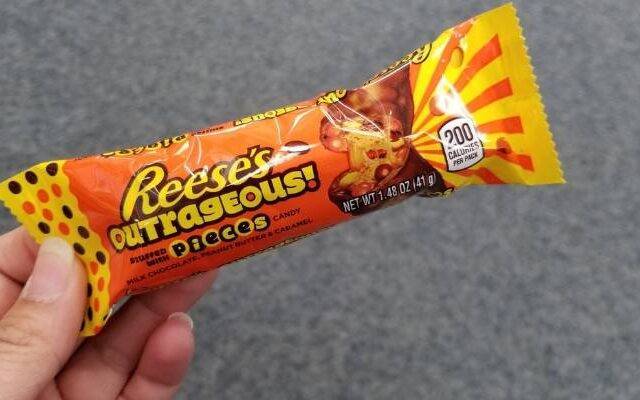 REESE'S
OUTRAGEOUS!
STUFFED WITH PIECES CANDY
MILK CHOCOLATE, PEANUT BUTTER & CARAMEL
NET WT 1.48 OZ (41 g)
200
CALORIES
PER PACK